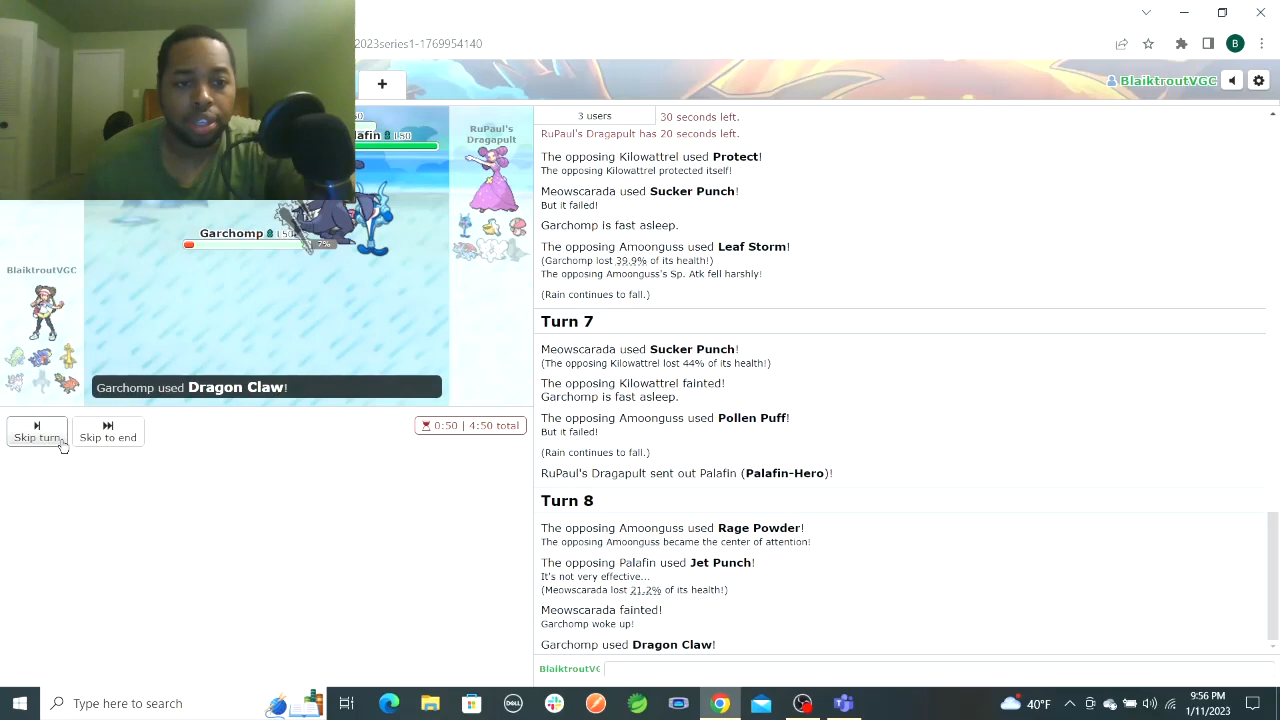 2023series1-1769954140
B
+
BlaiktroutVGC
50
lafin L50
RuPaul's
Dragapult
Garchomp L50
7%
BlaiktroutVGC
Garchomp used Dragon Claw!
Skip turn
Skip to end
0:50 | 4:50 total
3 users
30 seconds left.
RuPaul's Dragapult has 20 seconds left.
The opposing Kilowattrel used Protect!
The opposing Kilowattrel protected itself!
Meowscarada used Sucker Punch!
But it failed!
Garchomp is fast asleep.
The opposing Amoonguss used Leaf Storm!
(Garchomp lost 39.9% of its health!)
The opposing Amoonguss's Sp. Atk fell harshly!
(Rain continues to fall.)
Turn 7
Meowscarada used Sucker Punch!
(The opposing Kilowattrel lost 44% of its health!)
The opposing Kilowattrel fainted!
Garchomp is fast asleep.
The opposing Amoonguss used Pollen Puff!
But it failed!
(Rain continues to fall.)
RuPaul's Dragapult sent out Palafin (Palafin-Hero)!
Turn 8
The opposing Amoonguss used Rage Powder!
The opposing Amoonguss became the center of attention!
The opposing Palafin used Jet Punch!
It's not very effective...
(Meowscarada lost 21.2% of its health!)
Meowscarada fainted!
Garchomp woke up!
Garchomp used Dragon Claw!
BlaiktroutVG
Type here to search
DELL
40°F
9:56 PM
1/11/2023